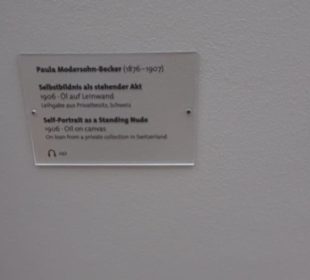 Paula Modersohn-Becker (1876–1907)
Selbstbildnis als stehender Akt
1906 · Öl auf Leinwand
Leihgabe aus Privatbesitz, Schweiz
Self-Portrait as a Standing Nude
1906 · Oil on canvas
On loan from a private collection in Switzerland